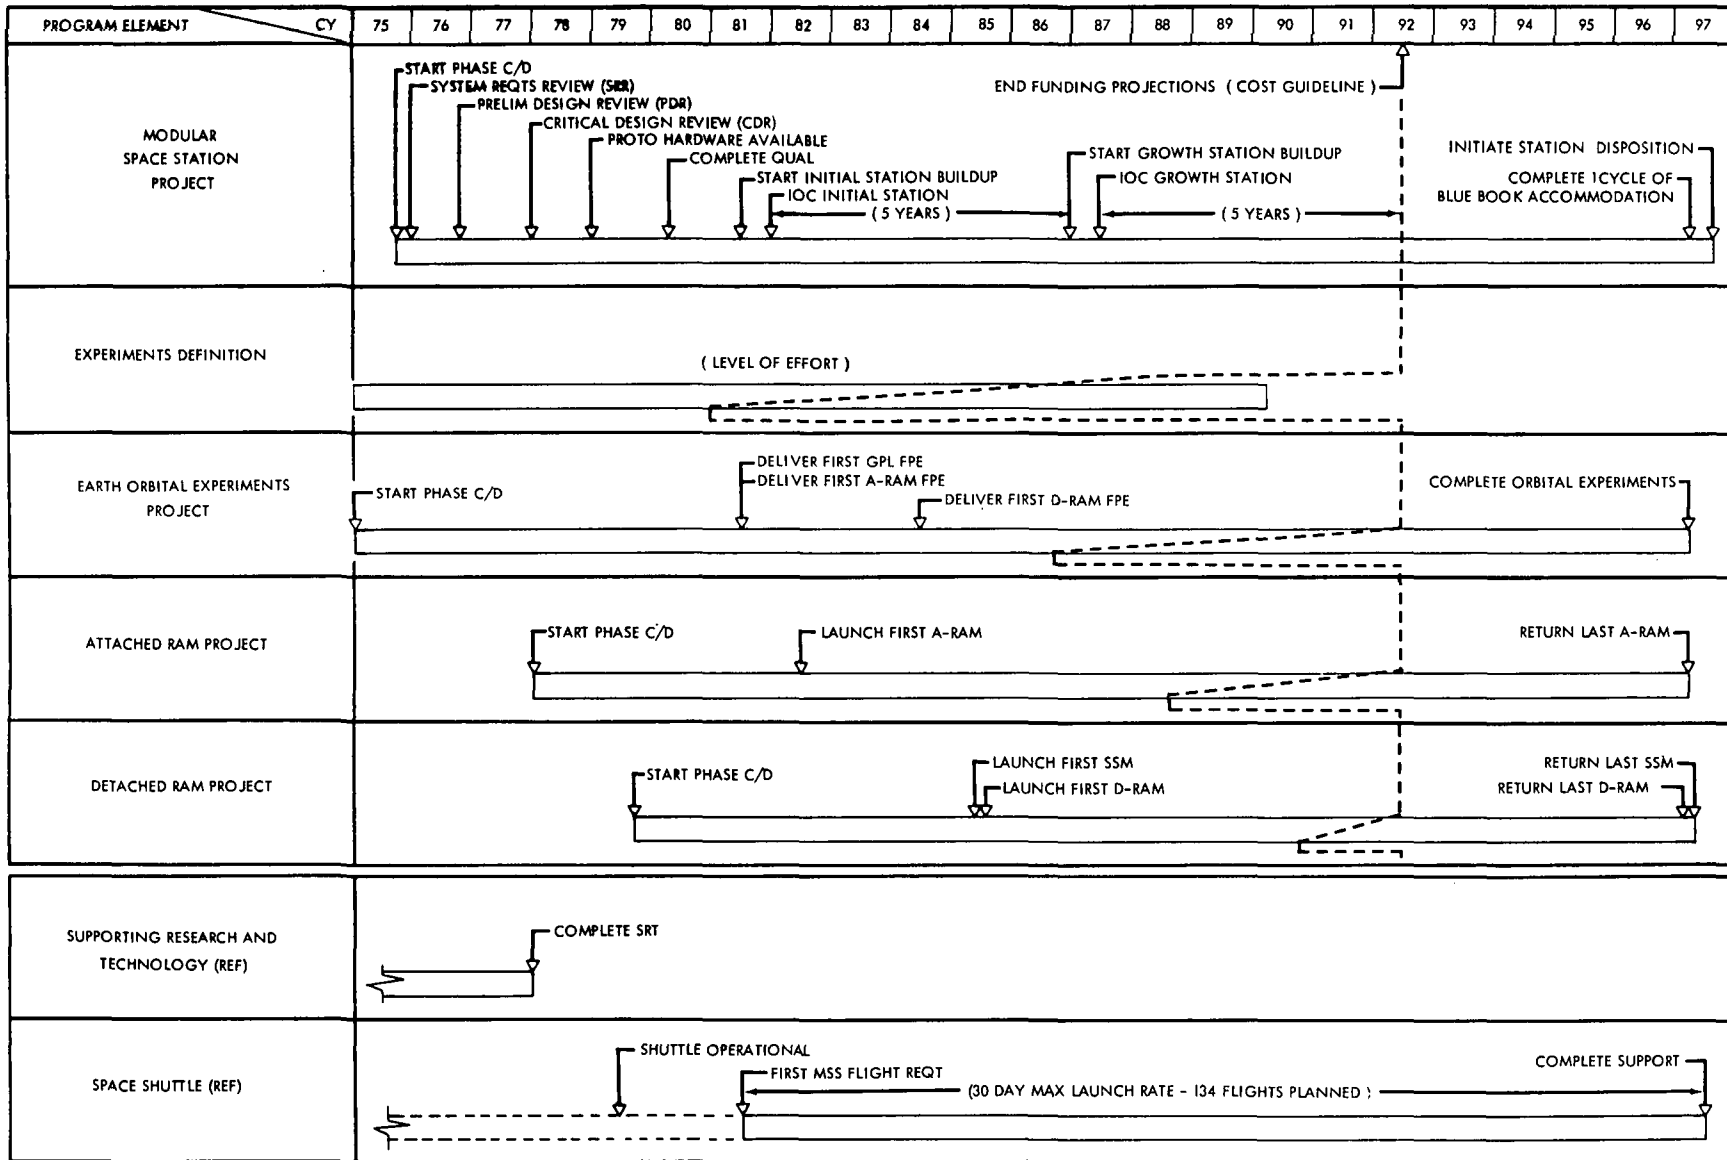 PROGRAM ELEMENT CY 75 76 77 78 79 80 81 82 83 84 85 86 87 88 89 90 91 92 93 94 95 96 97
MODULAR
SPACE STATION
PROJECT
START PHASE C/D
SYSTEM REQTS REVIEW (SRR)
PRELIM DESIGN REVIEW (PDR)
CRITICAL DESIGN REVIEW (CDR)
PROTO HARDWARE AVAILABLE
COMPLETE QUAL
START INITIAL STATION BUILDUP
IOC INITIAL STATION
( 5 YEARS )
END FUNDING PROJECTIONS ( COST GUIDELINE )
START GROWTH STATION BUILDUP
IOC GROWTH STATION
( 5 YEARS )
INITIATE STATION DISPOSITION
COMPLETE 1 CYCLE OF
BLUE BOOK ACCOMMODATION
EXPERIMENTS DEFINITION
( LEVEL OF EFFORT )
EARTH ORBITAL EXPERIMENTS
PROJECT
START PHASE C/D
DELIVER FIRST GPL FPE
DELIVER FIRST A-RAM FPE
DELIVER FIRST D-RAM FPE
COMPLETE ORBITAL EXPERIMENTS
ATTACHED RAM PROJECT
START PHASE C/D
LAUNCH FIRST A-RAM
RETURN LAST A-RAM
DETACHED RAM PROJECT
START PHASE C/D
LAUNCH FIRST SSM
LAUNCH FIRST D-RAM
RETURN LAST SSM
RETURN LAST D-RAM
SUPPORTING RESEARCH AND
TECHNOLOGY (REF)
COMPLETE SRT
SPACE SHUTTLE (REF)
SHUTTLE OPERATIONAL
FIRST MSS FLIGHT REQT
(30 DAY MAX LAUNCH RATE - 134 FLIGHTS PLANNED )
COMPLETE SUPPORT